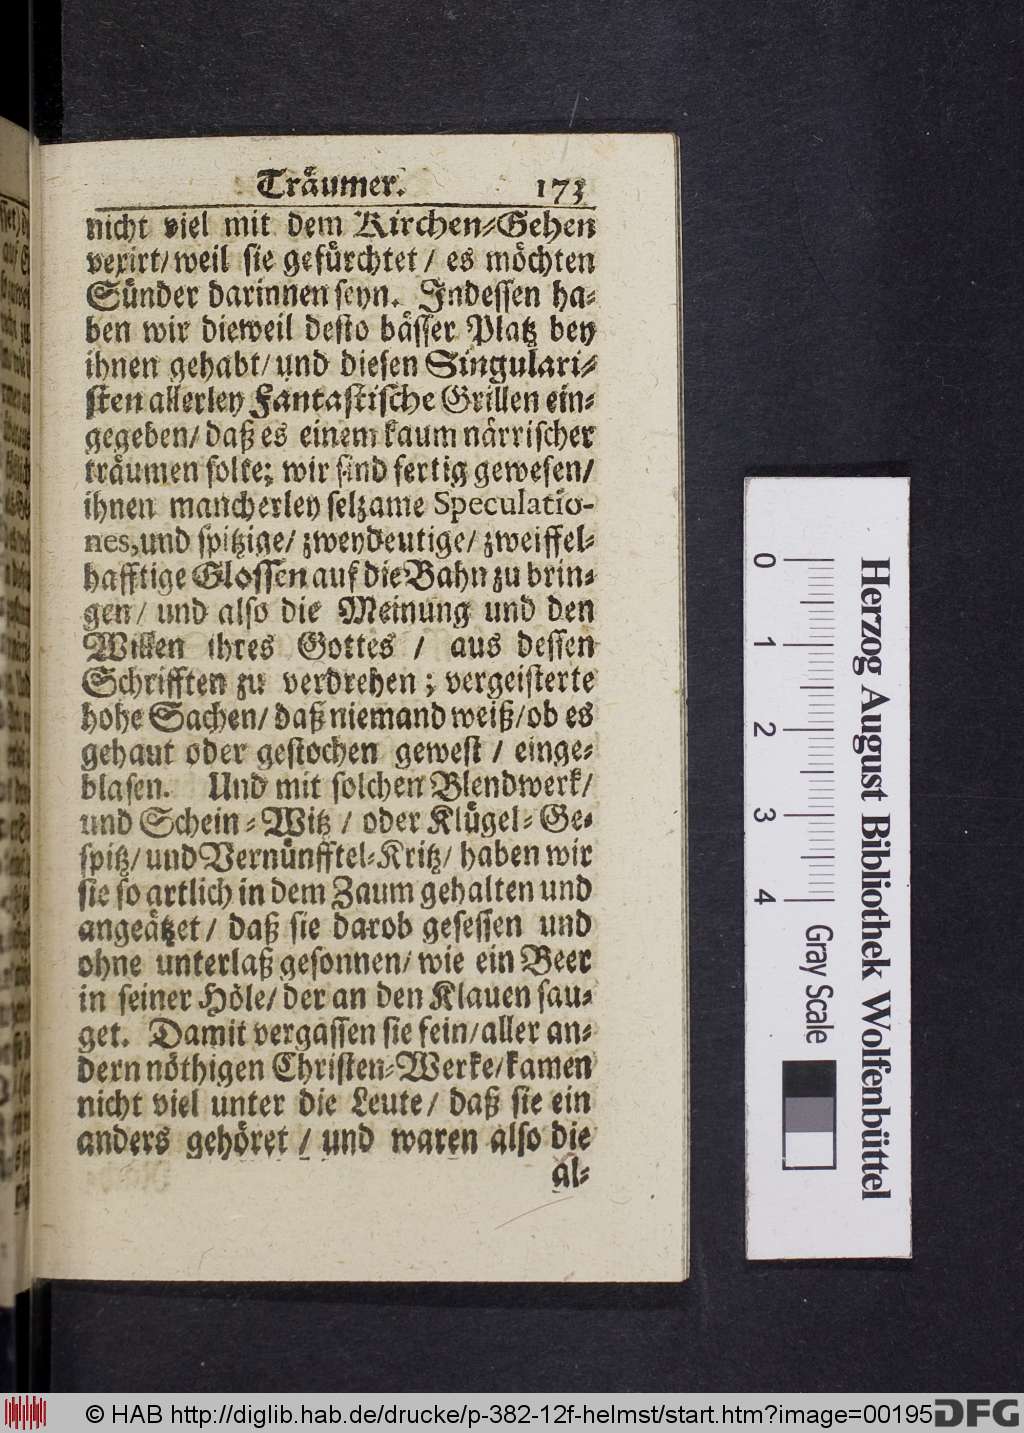 Träumer. 173
nicht viel mit dem Kirchen-Gehen
vexirt/weil sie gefürchtet / es möchten
Sünder darinnen seyn. Indessen ha-
ben wir dieweil desto bässer Platz bey
ihnen gehabt/ und diesen Singulari-
sten allerley Fantastische Grillen ein-
gegeben/ daß es einem kaum närrischer
träumen solte; wir sind fertig gewesen/
ihnen mancherley selzame Speculatio-
nes, und spitzige/ zweydeutige/ zweiffel-
hafftige Glossen auf die Bahn zu brin-
gen/ und also die Meinung und den
Willen ihres Gottes / aus dessen
Schrifften zu verdrehen; vergeisterte
hohe Sachen/ daß niemand weiß/ob es
gehaut oder gestochen gewest / einge-
blasen. Und mit solchen Blendwerk/
und Schein-Witz / oder Klügel-Ge-
spitz/ und Vernünfftel-Kritz/ haben wir
sie so artlich in dem Zaum gehalten und
angeätzet / daß sie darob gesessen und
ohne unterlaß gesonnen/ wie ein Beer
in seiner Höle/ der an den Klauen sau-
get. Damit vergassen sie fein/aller an-
dern nöthigen Christen-Werke/kamen
nicht viel unter die Leute/ daß sie ein
anders gehöret / und waren also die
al-
0 1 2 3 4
Gray Scale
Herzog August Bibliothek Wolfenbüttel
© HAB http://diglib.hab.de/drucke/p-382-12f-helmst/start.htm?image=00195
DFG